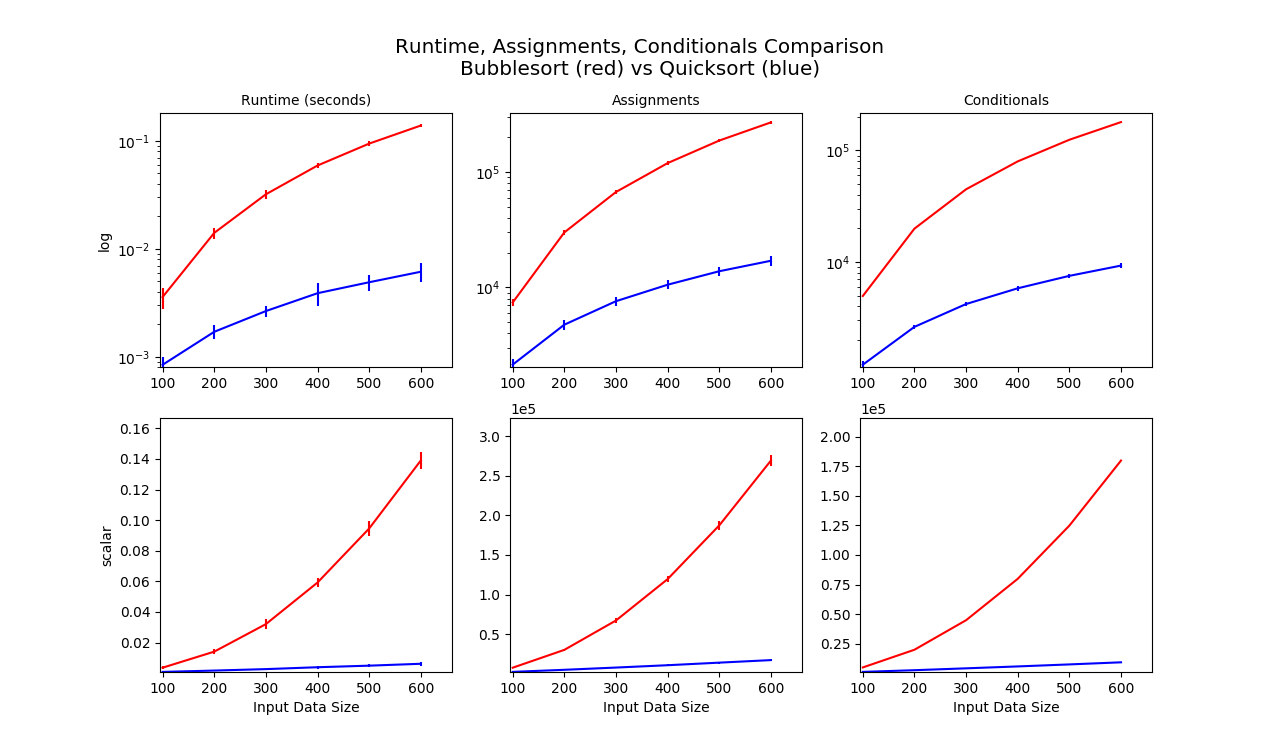 Runtime, Assignments, Conditionals Comparison
Bubblesort (red) vs Quicksort (blue)
Runtime (seconds)
log
10⁻¹
10⁻²
10⁻³
100 200 300 400 500 600
Assignments
10⁵
10⁴
100 200 300 400 500 600
Conditionals
10⁵
10⁴
100 200 300 400 500 600
scalar
0.16
0.14
0.12
0.10
0.08
0.06
0.04
0.02
100 200 300 400 500 600
Input Data Size
1e5
3.0
2.5
2.0
1.5
1.0
0.5
100 200 300 400 500 600
Input Data Size
1e5
2.00
1.75
1.50
1.25
1.00
0.75
0.50
0.25
100 200 300 400 500 600
Input Data Size